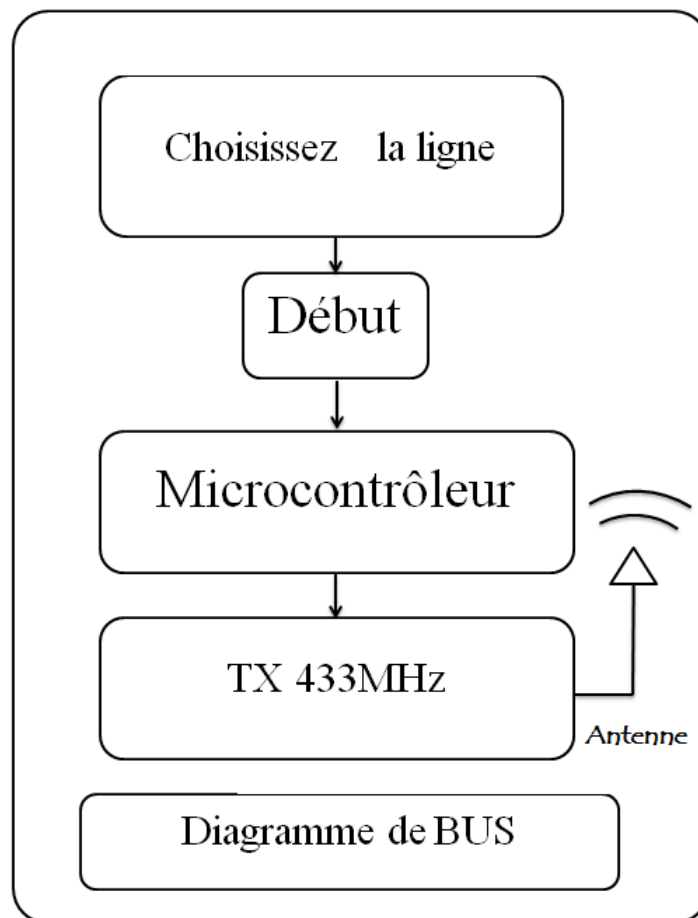 Choisissez la ligne
Début
Microcontrôleur
TX 433MHz
Antenne
Diagramme de BUS